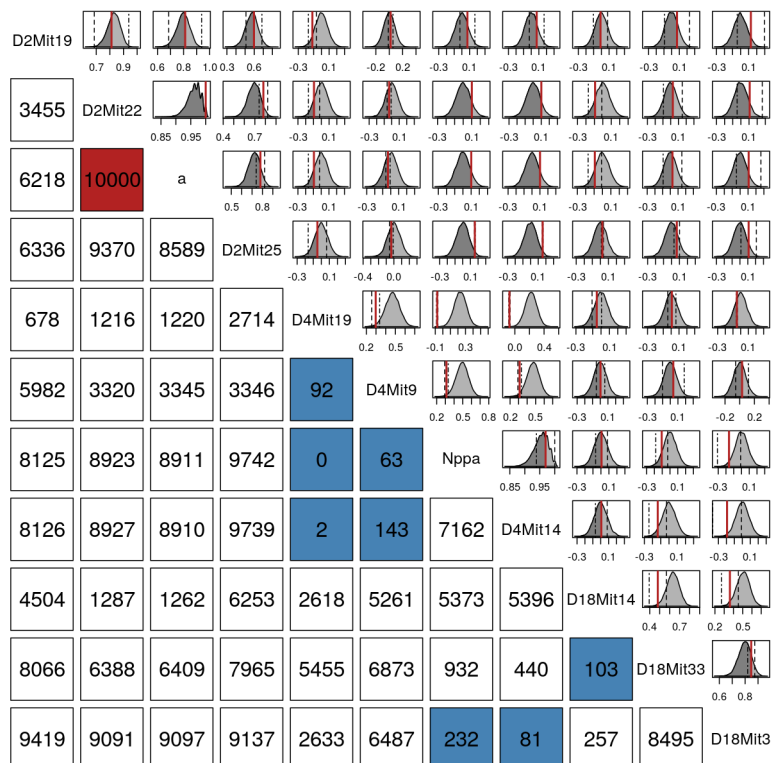 D2Mit19
0.7 0.9 0.6 0.8 1.0 0.3 0.6 -0.3 0.1 -0.2 0.2 -0.3 0.1 -0.3 0.1 -0.3 0.1 -0.3 0.1 -0.3 0.1
3455 D2Mit22
0.85 0.95 0.4 0.7 -0.3 0.1 -0.3 0.1 -0.3 0.1 -0.3 0.1 -0.3 0.1 -0.3 0.1 -0.3 0.1
6218 10000 a
0.5 0.8 -0.3 0.1 -0.3 0.1 -0.3 0.1 -0.3 0.1 -0.3 0.1 -0.3 0.1 -0.3 0.1
6336 9370 8589 D2Mit25
-0.3 0.1 -0.4 0.0 -0.3 0.1 -0.3 0.1 -0.3 0.1 -0.3 0.1 -0.3 0.1
678 1216 1220 2714 D4Mit19
0.2 0.5 -0.1 0.3 0.0 0.4 -0.3 0.1 -0.3 0.1 -0.3 0.1
5982 3320 3345 3346 92 D4Mit9
0.2 0.5 0.8 0.2 0.5 -0.3 0.1 -0.3 0.1 -0.2 0.2
8125 8923 8911 9742 0 63 Nppa
0.85 0.95 -0.3 0.1 -0.3 0.1 -0.3 0.1
8126 8927 8910 9739 2 143 7162 D4Mit14
-0.3 0.1 -0.3 0.1 -0.3 0.1
4504 1287 1262 6253 2618 5261 5373 5396 D18Mit14
0.4 0.7 0.2 0.5
8066 6388 6409 7965 5455 6873 932 440 103 D18Mit33
0.6 0.8
9419 9091 9097 9137 2633 6487 232 81 257 8495 D18Mit3